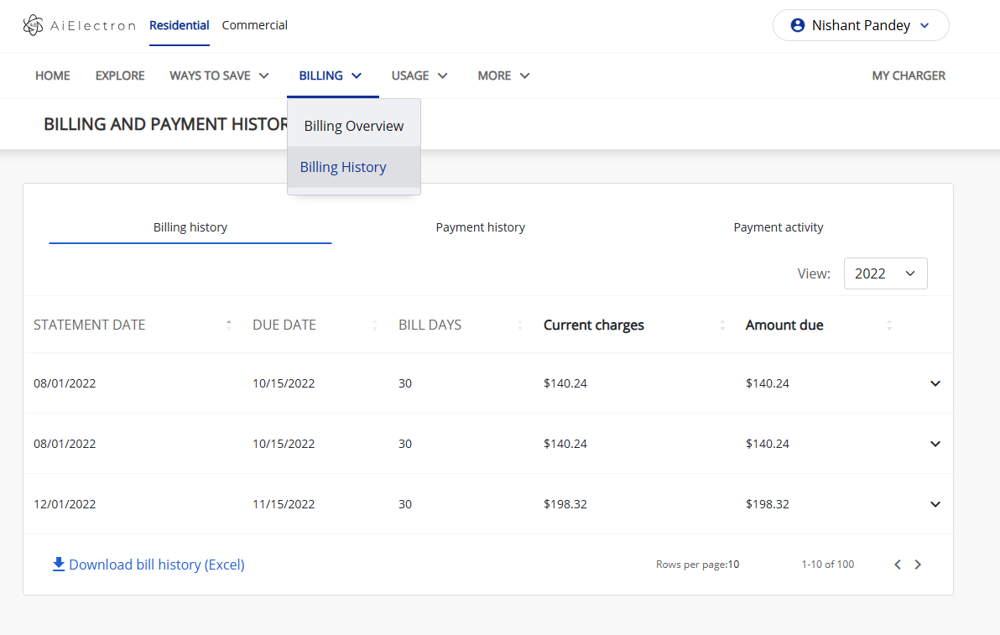 AiElectron Residential Commercial Nishant Pandey
HOME EXPLORE WAYS TO SAVE BILLING USAGE MORE MY CHARGER
BILLING AND PAYMENT HISTOR
Billing Overview
Billing History
Billing history Payment history Payment activity
View: 2022
STATEMENT DATE DUE DATE BILL DAYS Current charges Amount due
08/01/2022 10/15/2022 30 $140.24 $140.24
08/01/2022 10/15/2022 30 $140.24 $140.24
12/01/2022 11/15/2022 30 $198.32 $198.32
Download bill history (Excel) Rows per page:10 1-10 of 100